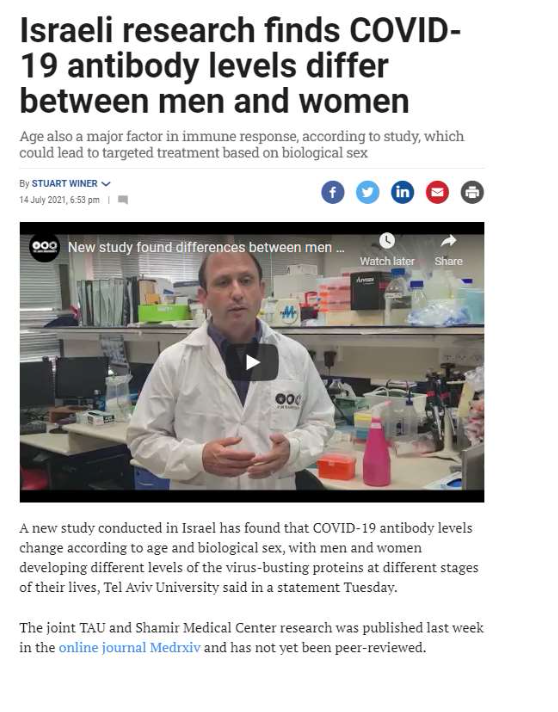 Israeli research finds COVID-
19 antibody levels differ
between men and women
Age also a major factor in immune response, according to study, which
could lead to targeted treatment based on biological sex
By STUART WINER
14 July 2021, 6:53 pm |
New study found differences between men ...
Watch later
Share
A new study conducted in Israel has found that COVID-19 antibody levels
change according to age and biological sex, with men and women
developing different levels of the virus-busting proteins at different stages
of their lives, Tel Aviv University said in a statement Tuesday.
The joint TAU and Shamir Medical Center research was published last week
in the online journal Medrxiv and has not yet been peer-reviewed.